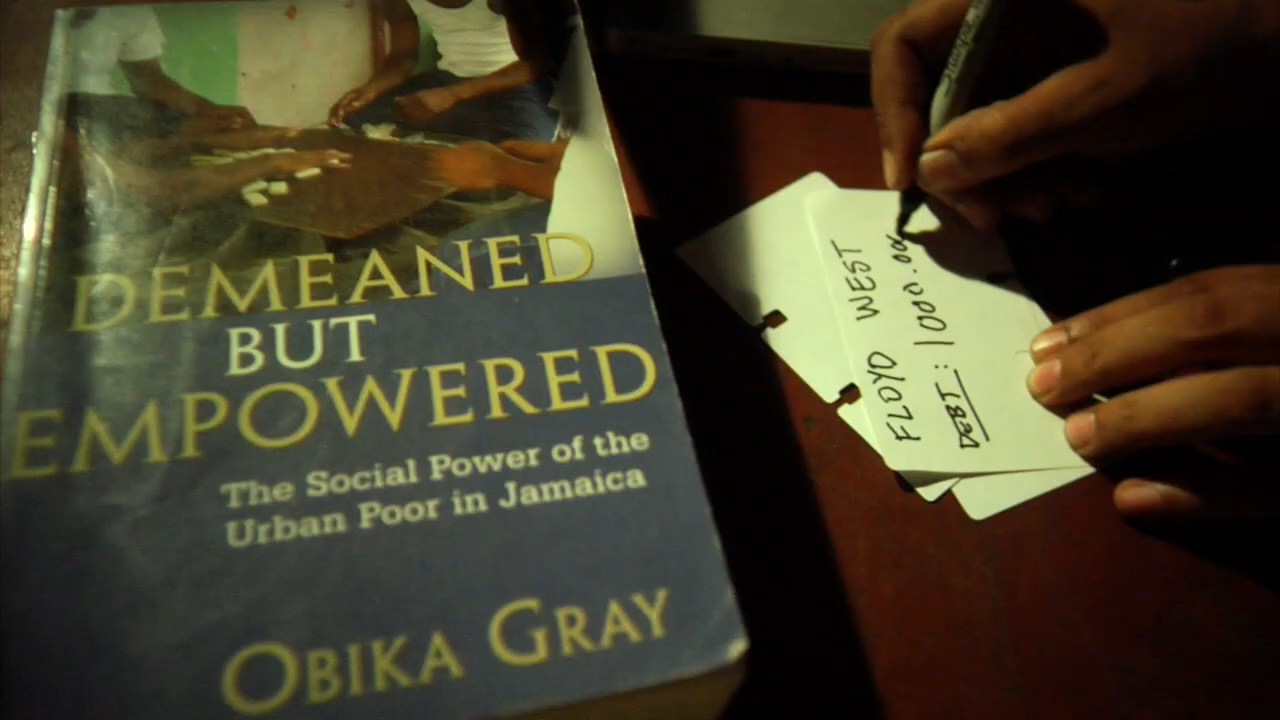 DEMEANED
BUT
EMPOWERED
The Social Power of the
Urban Poor in Jamaica
OBIKA GRAY
FLOYD WEST
DEBT: 1000.00